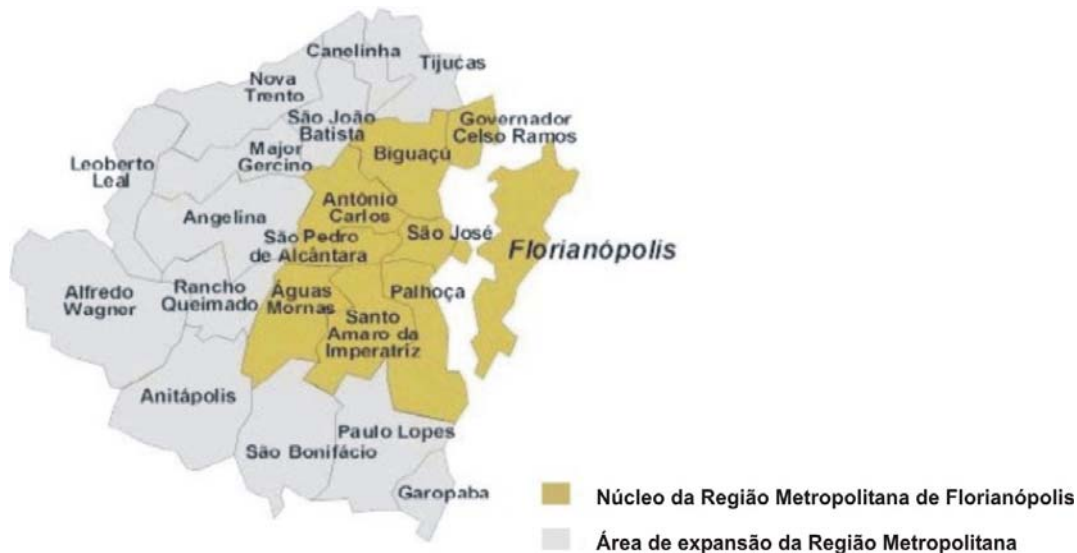 Canelinha
Tijucas
Nova
Trento
São João
Batista
Governador
Celso Ramos
Biguaçú
Major
Gercino
Leoberto
Leal
Antônio
Carlos
Angelina
São José
São Pedro
de Alcântara
Florianópolis
Alfredo
Wagner
Rancho
Queimado
Águas
Mornas
Palhoça
Santo
Amaro da
Imperatriz
Anitápolis
Paulo Lopes
São Bonifácio
Garopaba
Núcleo da Região Metropolitana de Florianópolis
Área de expansão da Região Metropolitana